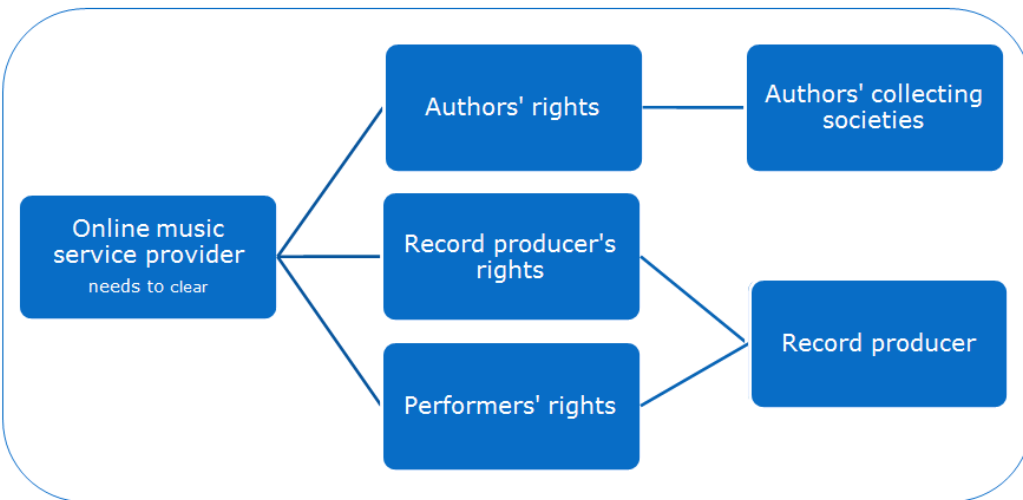 Online music
service provider
needs to clear
Authors' rights
Record producer's
rights
Performers' rights
Authors' collecting
societies
Record producer